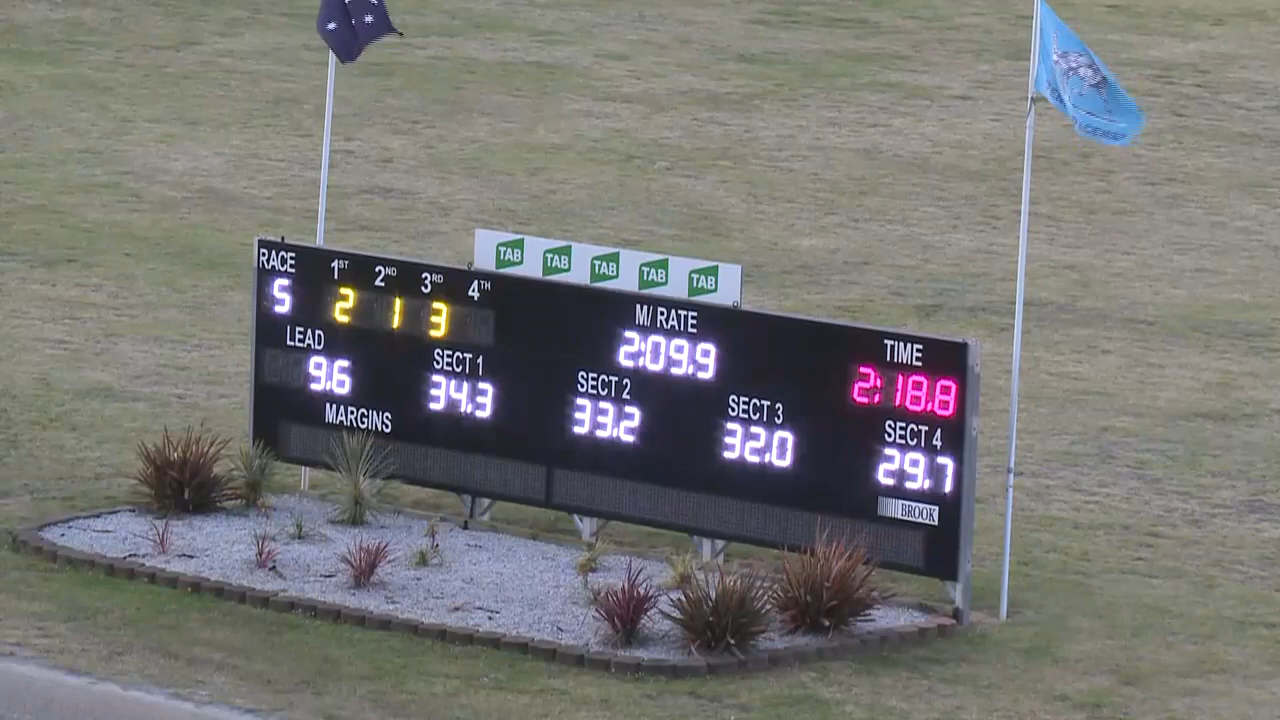 TAB TAB TAB TAB TAB
RACE 1ST 2ND 3RD 4TH
5 2 1 3
M/ RATE
2:09.9
TIME
2:18.8
LEAD
9.6
SECT 1
34.3
SECT 2
33.2
SECT 3
32.0
SECT 4
29.7
MARGINS
BROOK